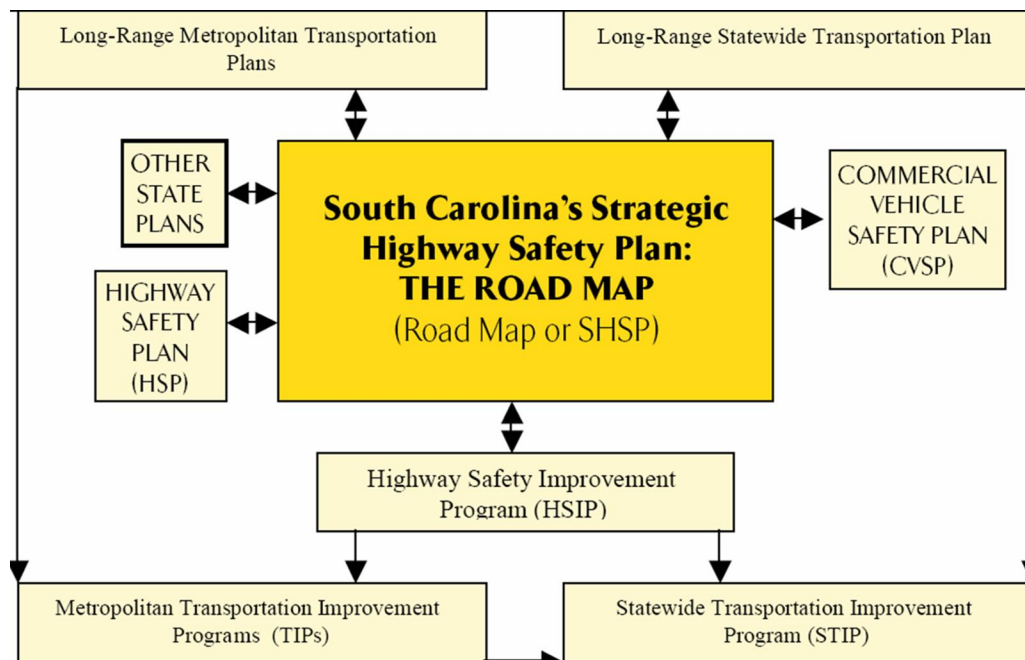 Long-Range Metropolitan Transportation
Plans
Long-Range Statewide Transportation Plan
OTHER
STATE
PLANS
South Carolina’s Strategic
Highway Safety Plan:
THE ROAD MAP
(Road Map or SHSP)
COMMERCIAL
VEHICLE
SAFETY PLAN
(CVSP)
HIGHWAY
SAFETY
PLAN
(HSP)
Highway Safety Improvement
Program (HSIP)
Metropolitan Transportation Improvement
Programs (TIPs)
Statewide Transportation Improvement
Program (STIP)